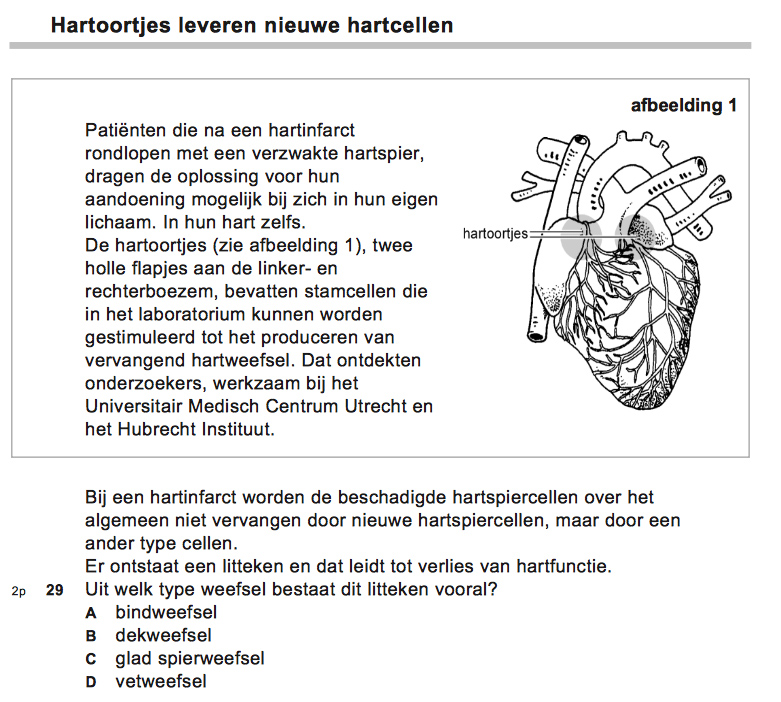 Hartoortjes leveren nieuwe hartcellen
afbeelding 1
Patiënten die na een hartinfarct
rondlopen met een verzwakte hartspier,
dragen de oplossing voor hun
aandoening mogelijk bij zich in hun eigen
lichaam. In hun hart zelfs.
De hartoortjes (zie afbeelding 1), twee
holle flapjes aan de linker- en
rechterboezem, bevatten stamcellen die
in het laboratorium kunnen worden
gestimuleerd tot het produceren van
vervangend hartweefsel. Dat ontdekten
onderzoekers, werkzaam bij het
Universitair Medisch Centrum Utrecht en
het Hubrecht Instituut.
hartoortjes
Bij een hartinfarct worden de beschadigde hartspiercellen over het
algemeen niet vervangen door nieuwe hartspiercellen, maar door een
ander type cellen.
Er ontstaat een litteken en dat leidt tot verlies van hartfunctie.
2p 29 Uit welk type weefsel bestaat dit litteken vooral?
A bindweefsel
B dekweefsel
C glad spierweefsel
D vetweefsel